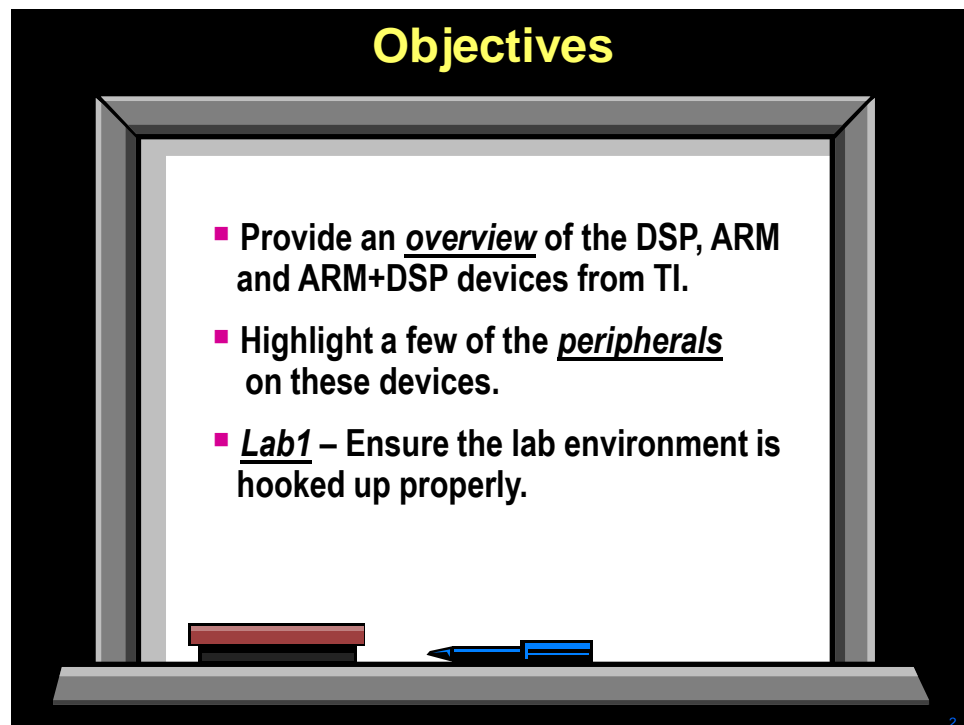 Objectives
▪ Provide an overview of the DSP, ARM
and ARM+DSP devices from TI.
▪ Highlight a few of the peripherals
on these devices.
▪ Lab1 – Ensure the lab environment is
hooked up properly.
2